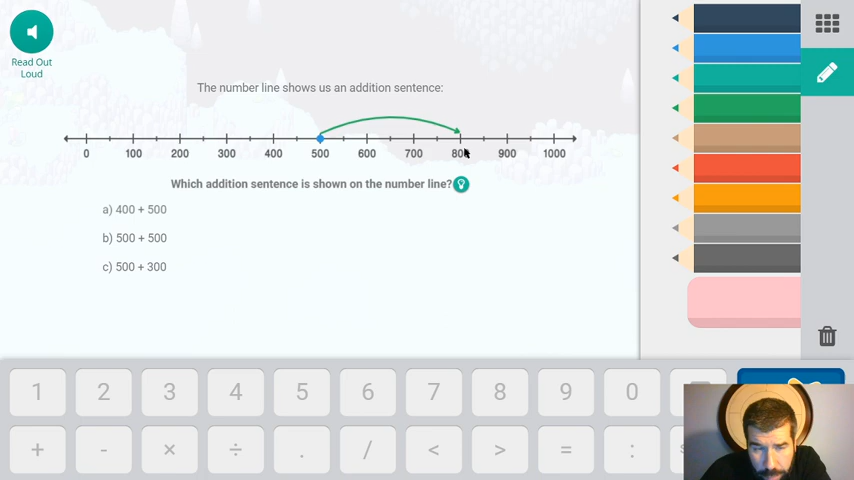 Read Out
Loud
The number line shows us an addition sentence:
0 100 200 300 400 500 600 700 800 900 1000
Which addition sentence is shown on the number line?
a) 400 + 500
b) 500 + 500
c) 500 + 300
1 2 3 4 5 6 7 8 9 0
+ - × ÷ . / < > = :